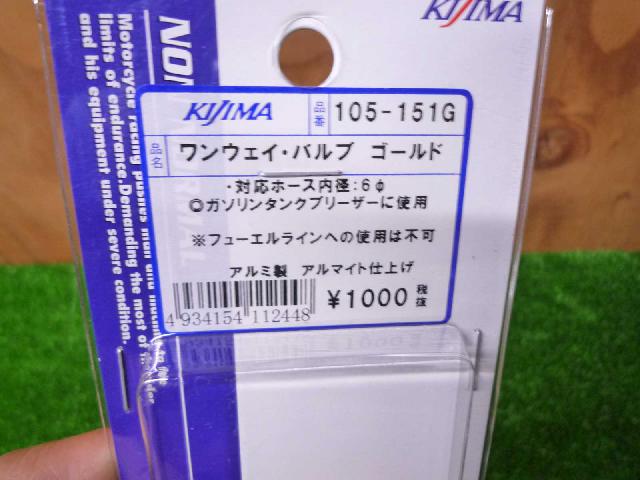 KIJIMA
KIJIMA 品番 105-151G
品名 ワンウェイ・バルブ ゴールド
・対応ホース内径:6φ
◎ガソリンタンクブリーザーに使用
※フューエルラインへの使用は不可
アルミ製 アルマイト仕上げ
¥1000 税抜
4 934154 112448
Motorcycle racing pushes man and
limits of endurance. Demanding the most of the rider
and his equipment under severe condition.